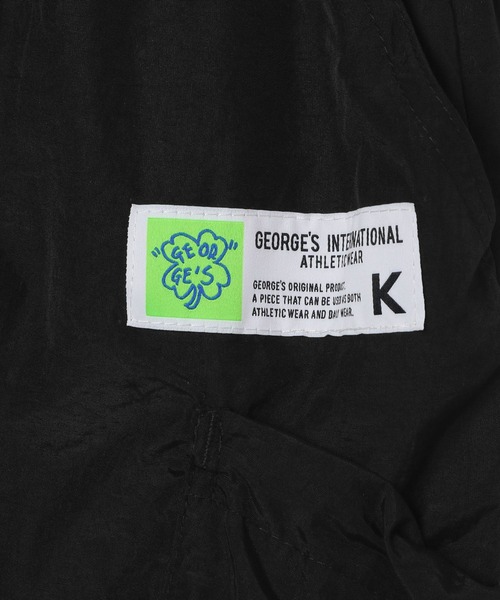 "GEOR
GE'S"
GEORGE'S INTERNATIONAL
ATHLETIC WEAR
GEORGE'S ORIGINAL PRODUCT.
A PIECE THAT CAN BE USED AS BOTH
ATHLETIC WEAR AND DAILY WEAR.
K